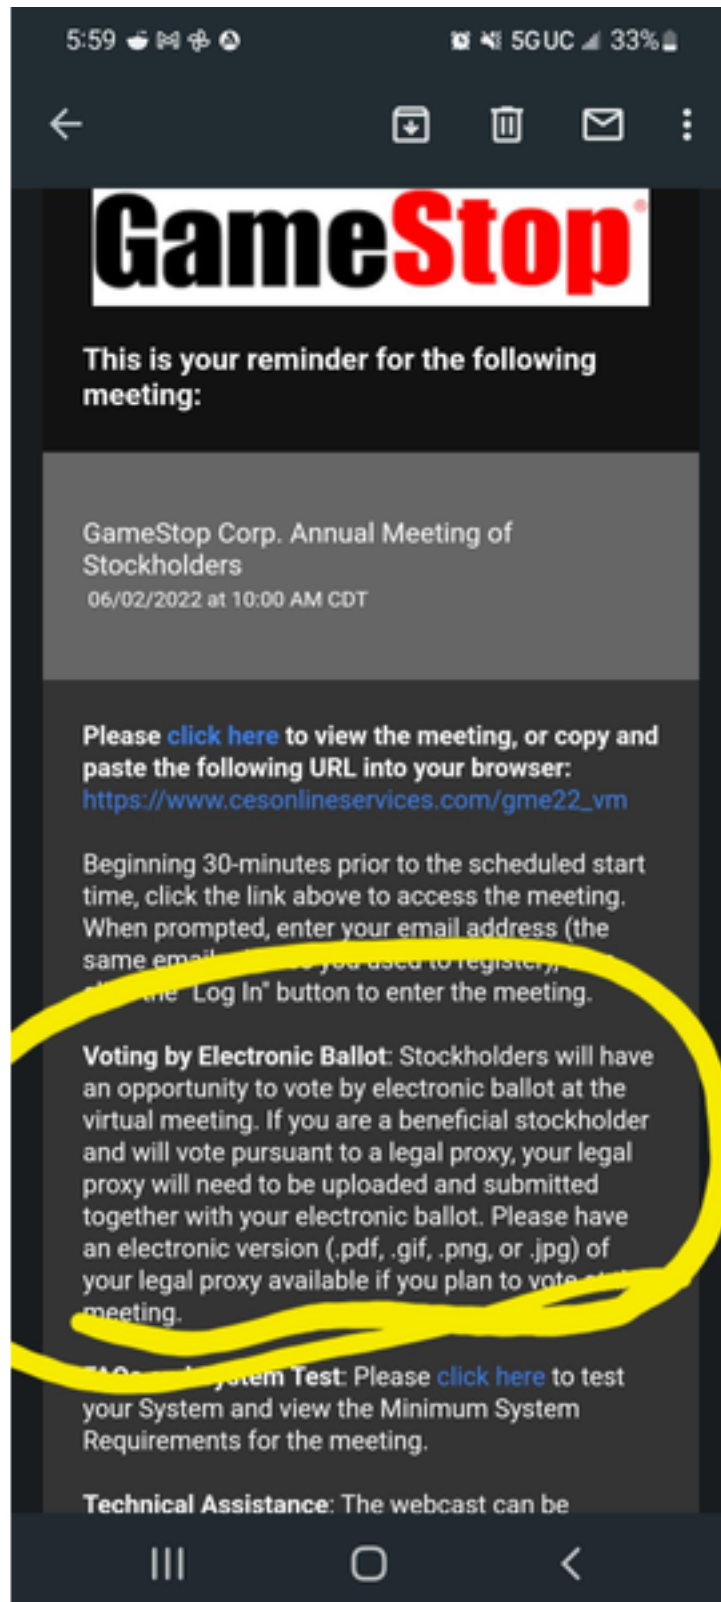 5:59 5GUC 33%
GameStop
This is your reminder for the following
meeting:
GameStop Corp. Annual Meeting of
Stockholders
06/02/2022 at 10:00 AM CDT
Please click here to view the meeting, or copy and
paste the following URL into your browser:
https://www.cesonlineservices.com/gme22_vm
Beginning 30-minutes prior to the scheduled start
time, click the link above to access the meeting.
When prompted, enter your email address (the
same you used to register),
the "Log In" button to enter the meeting.
Voting by Electronic Ballot: Stockholders will have
an opportunity to vote by electronic ballot at the
virtual meeting. If you are a beneficial stockholder
and will vote pursuant to a legal proxy, your legal
proxy will need to be uploaded and submitted
together with your electronic ballot. Please have
an electronic version (.pdf, .gif, .png, or .jpg) of
your legal proxy available if you plan to vote
meeting.
Test: Please click here to test
your System and view the Minimum System
Requirements for the meeting.
Technical Assistance: The webcast can be